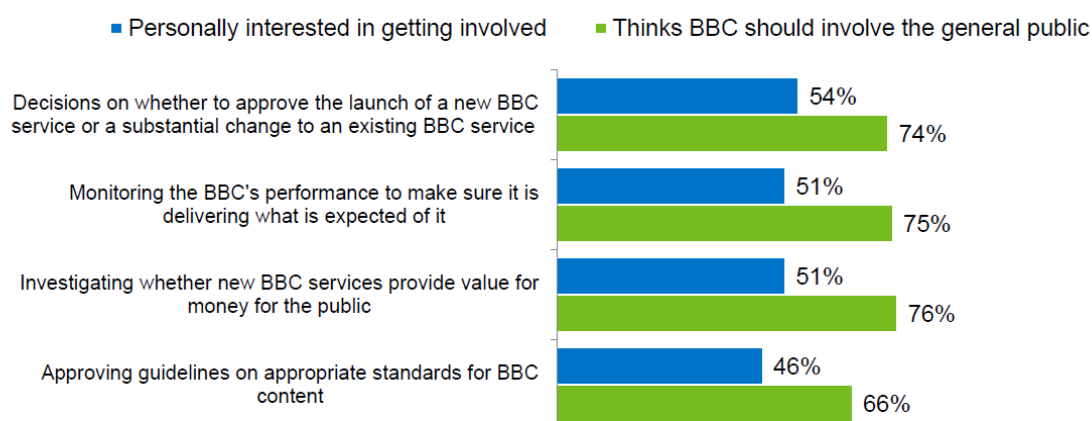 Personally interested in getting involved
Thinks BBC should involve the general public
Decisions on whether to approve the launch of a new BBC
service or a substantial change to an existing BBC service
54%
74%
Monitoring the BBC's performance to make sure it is
delivering what is expected of it
51%
75%
Investigating whether new BBC services provide value for
money for the public
51%
76%
Approving guidelines on appropriate standards for BBC
content
46%
66%